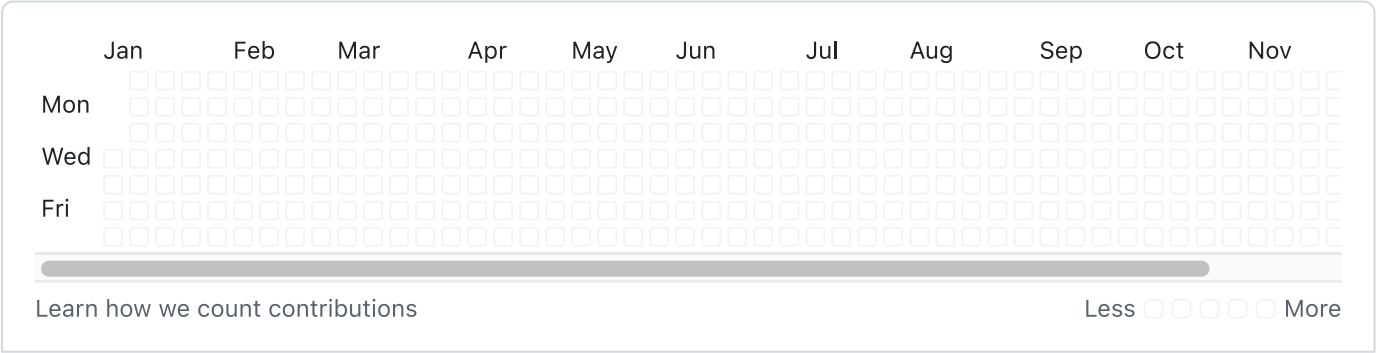 Jan Feb Mar Apr May Jun Jul Aug Sep Oct Nov
Mon
Wed
Fri
Learn how we count contributions Less More